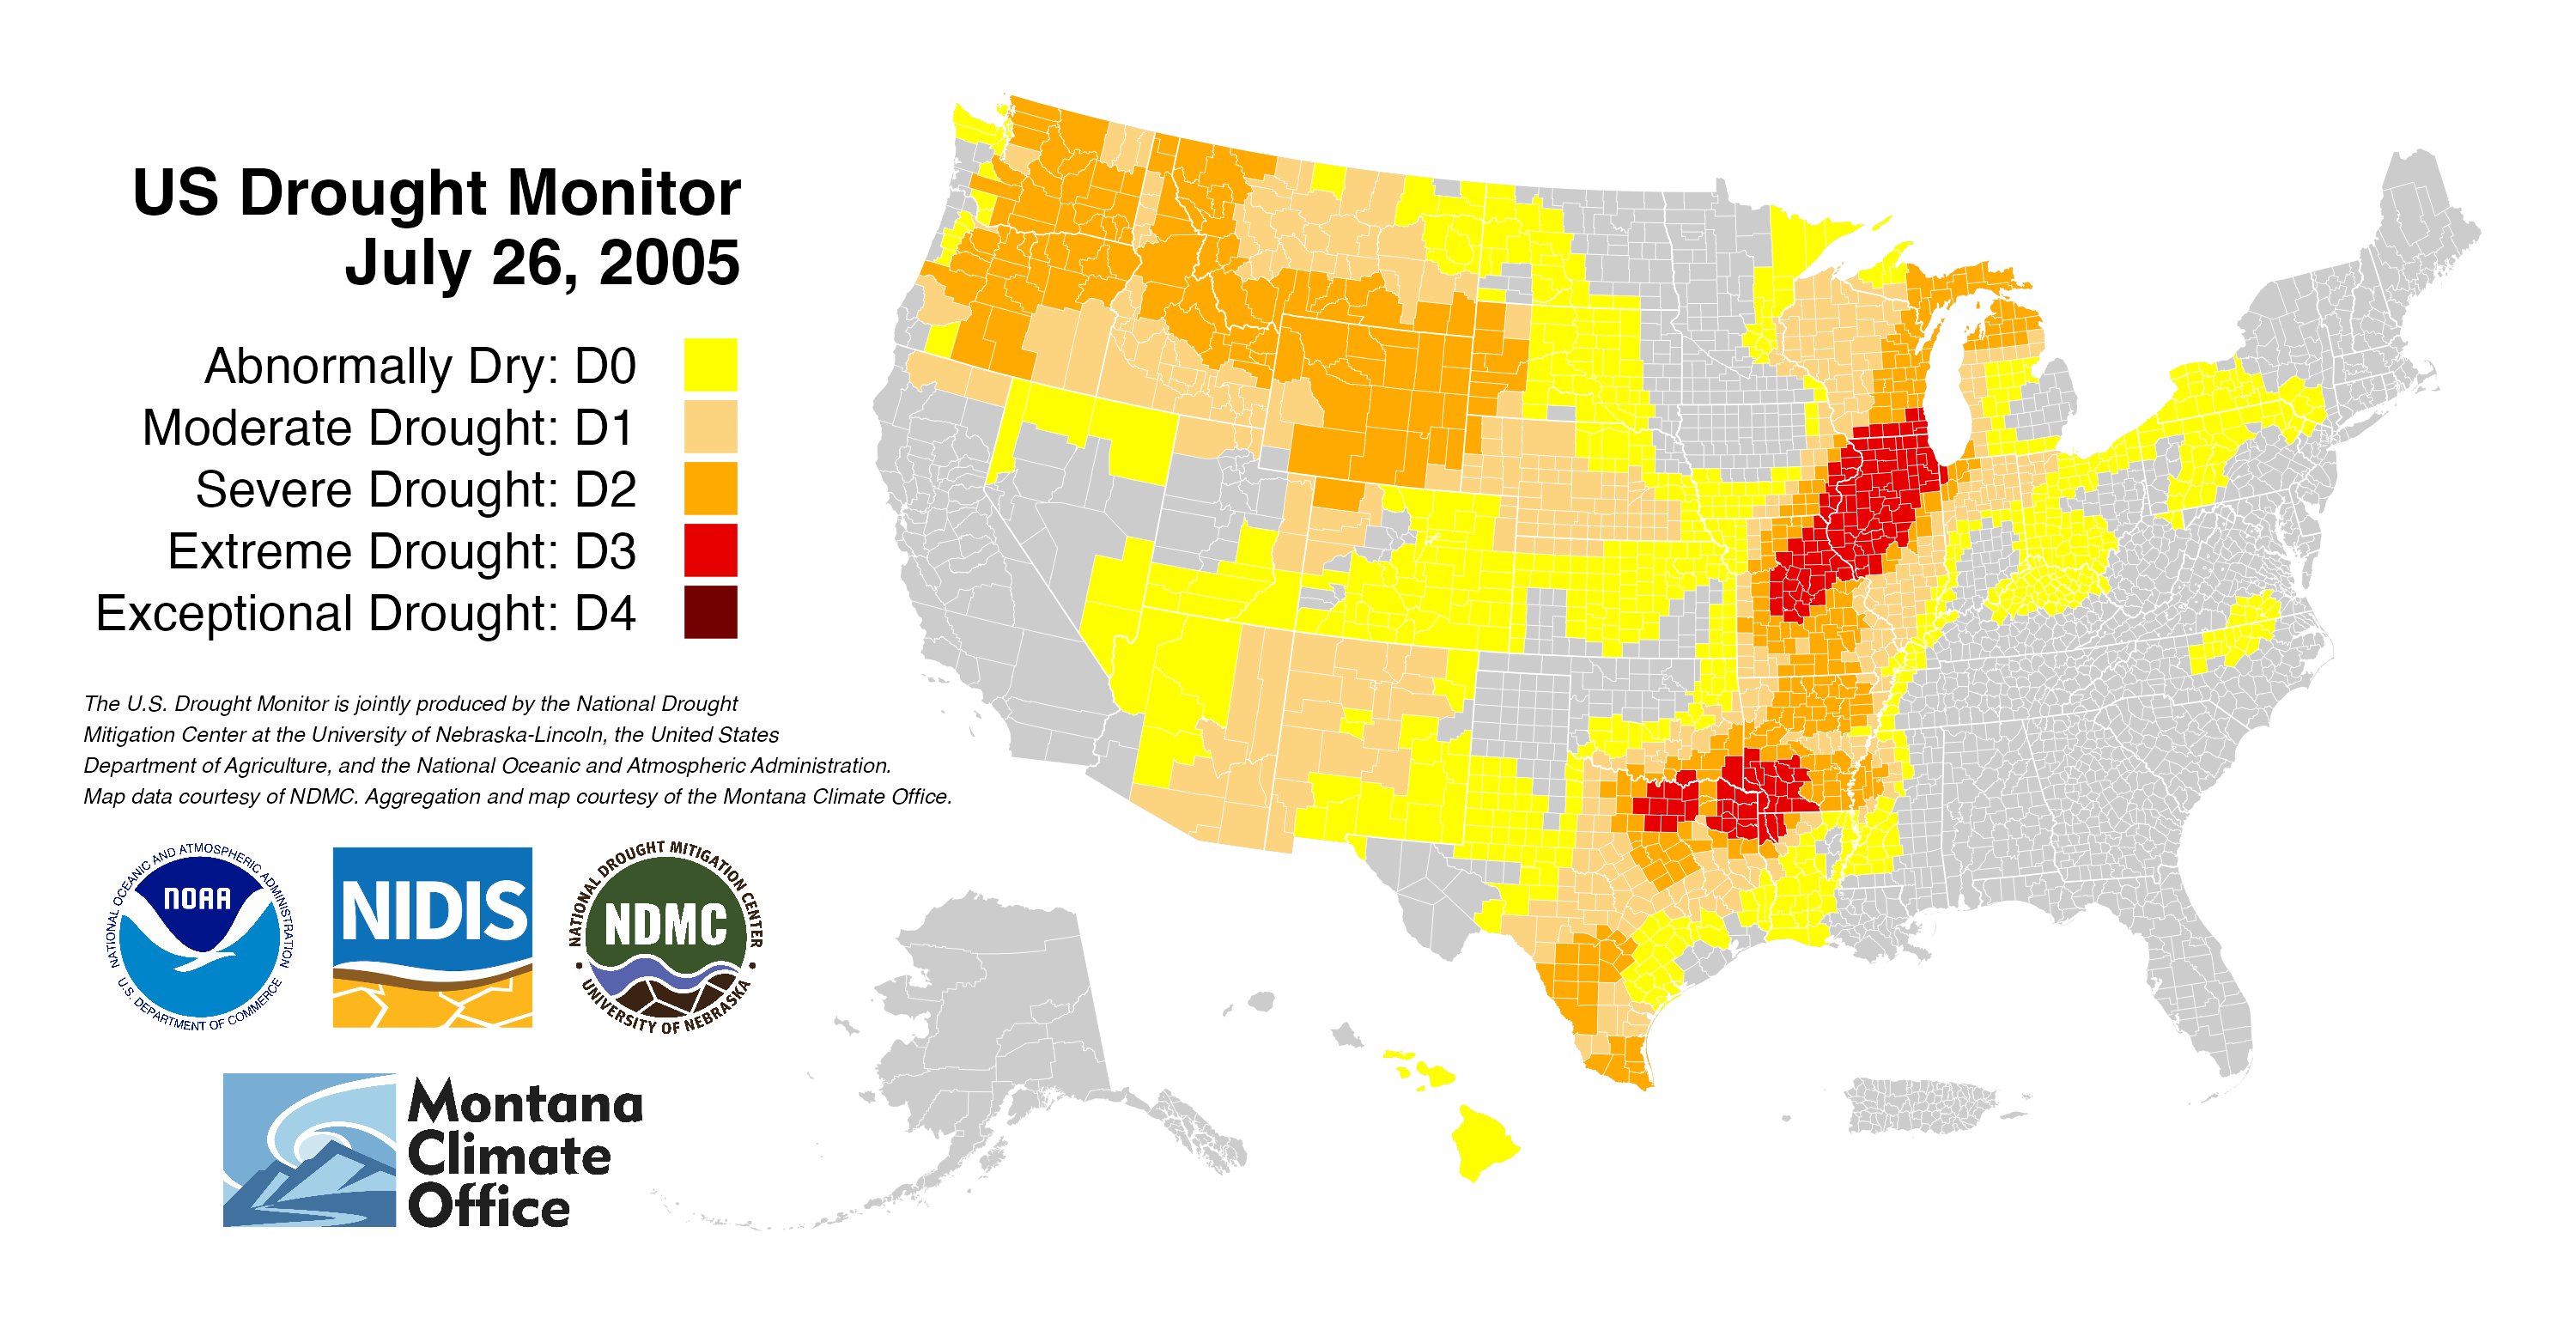 US Drought Monitor
July 26, 2005
Abnormally Dry: D0
Moderate Drought: D1
Severe Drought: D2
Extreme Drought: D3
Exceptional Drought: D4
The U.S. Drought Monitor is jointly produced by the National Drought
Mitigation Center at the University of Nebraska-Lincoln, the United States
Department of Agriculture, and the National Oceanic and Atmospheric Administration.
Map data courtesy of NDMC. Aggregation and map courtesy of the Montana Climate Office.
NATIONAL OCEANIC AND ATMOSPHERIC ADMINISTRATION
NOAA
U.S. DEPARTMENT OF COMMERCE
NIDIS
NATIONAL DROUGHT MITIGATION CENTER
NDMC
UNIVERSITY OF NEBRASKA
Montana
Climate
Office